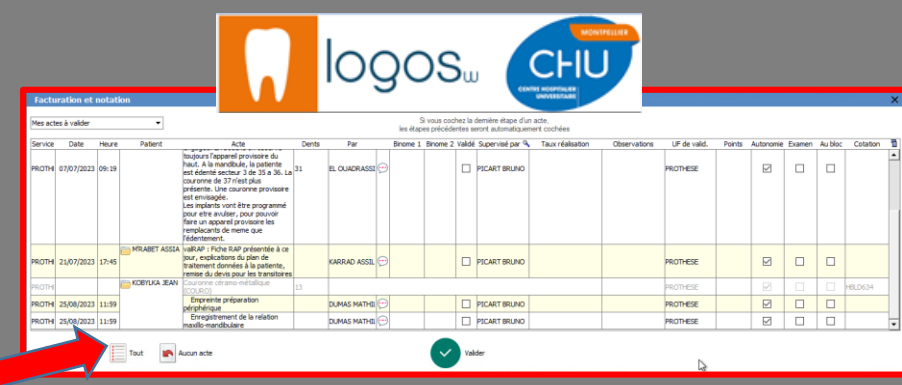 MONTPELLIER
logosw
CHU
CENTRE HOSPITALIER
UNIVERSITAIRE
Facturation et notation
Mes actes à valider
Si vous cochez la dernière étape d'un acte,
les étapes précédentes seront automatiquement cochées
Service Date Heure Patient Acte Dents Par Binome 1 Binome 2 Validé Supervisé par Taux réalisation Observations UF de valid. Points Autonomie Examen Au bloc Cotation
toujours l'appareil provisoire du
haut. A la mandibule, la patiente
est édenté secteur 3 de 35 a 36. La
couronne de 37 n'est plus
présente. Une couronne provisoire
est envisagée.
Les implants vont être programmé
pour etre avulser, pour pouvoir
faire un appareil provisoire les
remplacants de meme que
l'édentement.
PROTHI 07/07/2023 09:19 31 EL OUADRASSI PICART BRUNO PROTHESE
MRABET ASSIA valRAP : Fiche RAP présentée à ce
jour, explications du plan de
traitement données à la patiente,
remise du devis pour les transitoires
PROTHI 21/07/2023 17:45 KARRAD ASSIL PICART BRUNO PROTHESE
KOBYLKA JEAN Couronne céramo-métallique
(COURO)
PROTHI 13 PROTHESE HBLD634
PROTHI 25/08/2023 11:59 Empreinte préparation
périphérique
DUMAS MATHIL PICART BRUNO PROTHESE
PROTHI 25/08/2023 11:59 Enregistrement de la relation
maxillo-mandibulaire
DUMAS MATHIL PICART BRUNO PROTHESE
Tout Aucun acte Valider